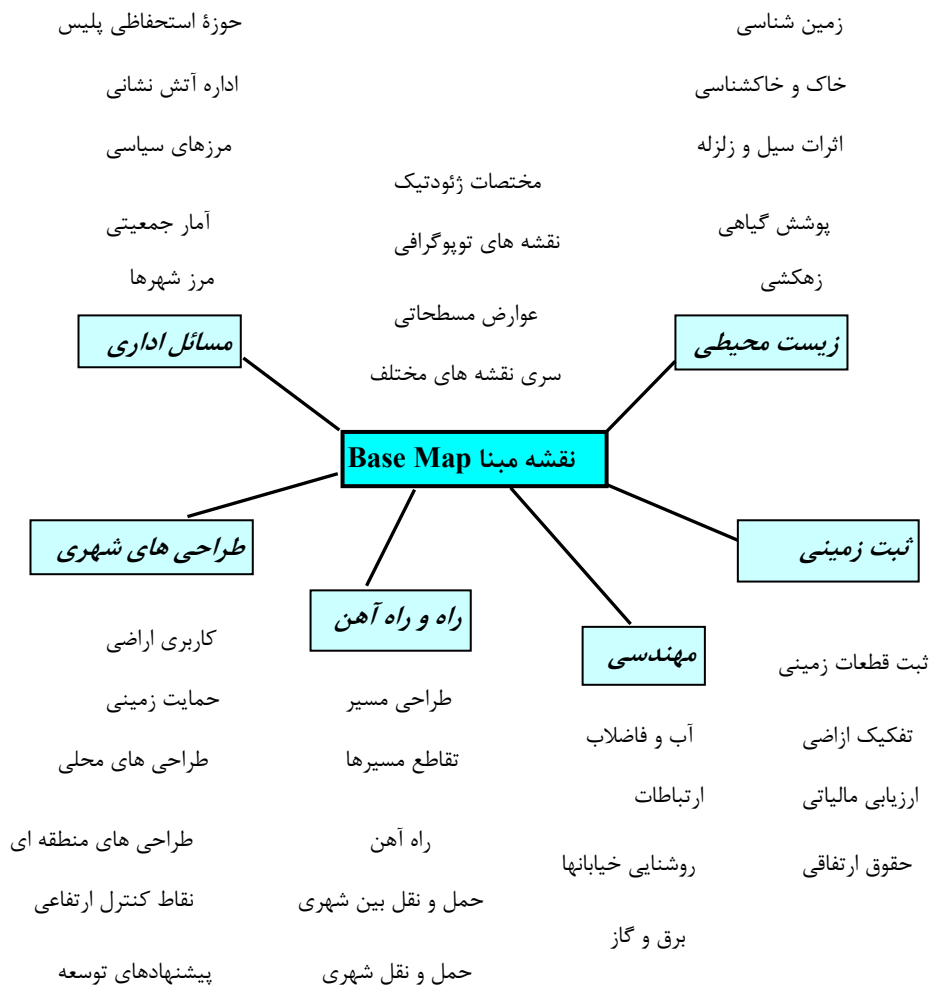 زمین شناسی
خاک و خاکشناسی
اثرات سیل و زلزله
پوشش گیاهی
زهکشی
زیست محیطی
مختصات ژئودتیک
نقشه های توپوگرافی
عوارض مسطحاتی
سری نقشه های مختلف
حوزۀ استحفاظی پلیس
اداره آتش نشانی
مرزهای سیاسی
آمار جمعیتی
مرز شهرها
مسائل اداری
نقشه مبنا Base Map
ثبت زمینی
ثبت قطعات زمینی
تفکیک ازاضی
ارزیابی مالیاتی
حقوق ارتفاقی
مهندسی
آب و فاضلاب
ارتباطات
روشنایی خیابانها
برق و گاز
راه و راه آهن
طراحی مسیر
تقاطع مسیرها
راه آهن
حمل و نقل بین شهری
حمل و نقل شهری
طراحی های شهری
کاربری اراضی
حمایت زمینی
طراحی های محلی
طراحی های منطقه ای
نقاط کنترل ارتفاعی
پیشنهادهای توسعه